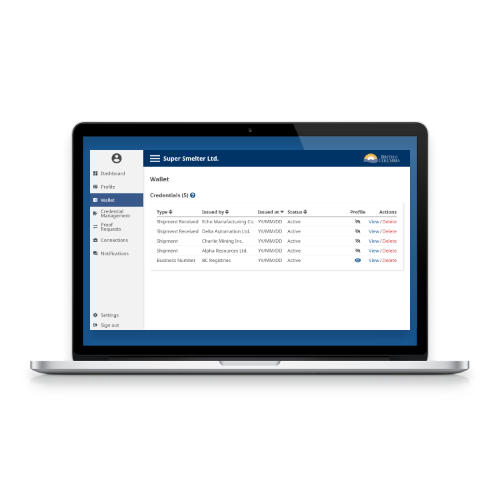 Super Smelter Ltd.
BRITISH
COLUMBIA
Dashboard
Profile
Wallet
Credential
Management
Proof
Requests
Connections
Notifications
Settings
Sign out
Wallet
Credentials (5) ?
Type Issued by Issued at Status Profile Actions
Shipment Received Echo Manufacturing Co. YY/MM/DD Active View / Delete
Shipment Received Delta Automation Ltd. YY/MM/DD Active View / Delete
Shipment Charlie Mining Inc. YY/MM/DD Active View / Delete
Shipment Alpha Resources Ltd. YY/MM/DD Active View / Delete
Business Number BC Registries YY/MM/DD Active View / Delete